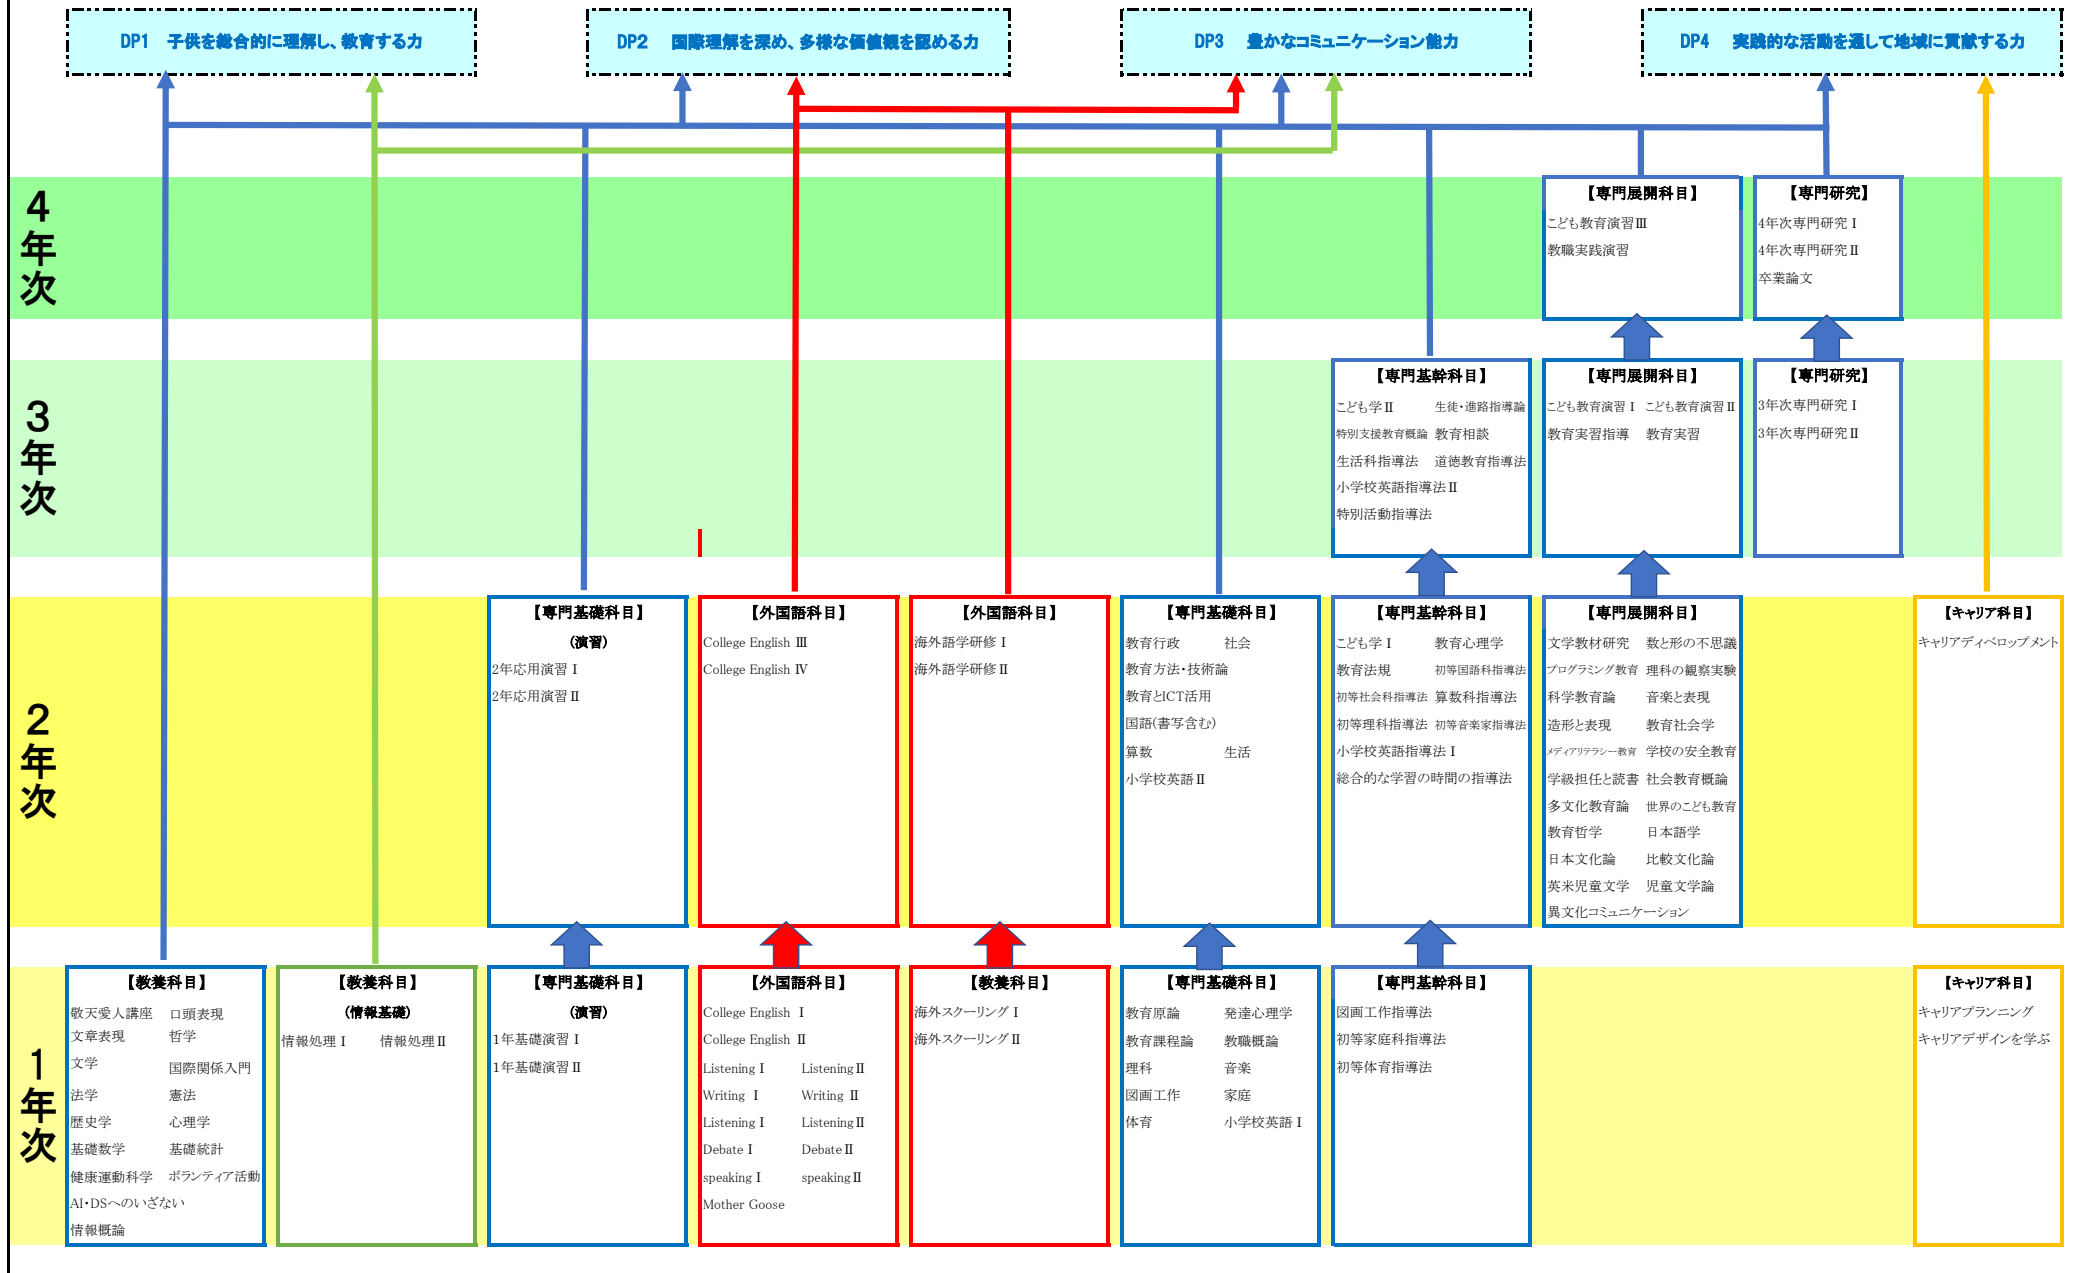 DP1 子供を総合的に理解し、教育する力
DP2 国際理解を深め、多様な価値観を認める力
DP3 豊かなコミュニケーション能力
DP4 実践的な活動を通して地域に貢献する力
4年次
【専門展開科目】
こども教育演習Ⅲ
教職実践演習
【専門研究】
4年次専門研究Ⅰ
4年次専門研究Ⅱ
卒業論文
3年次
【専門基幹科目】
こども学Ⅱ 生徒・進路指導論
特別支援教育概論 教育相談
生活科指導法 道徳教育指導法
小学校英語指導法Ⅱ
特別活動指導法
【専門展開科目】
こども教育演習Ⅰ こども教育演習Ⅱ
教育実習指導 教育実習
【専門研究】
3年次専門研究Ⅰ
3年次専門研究Ⅱ
2年次
【専門基礎科目】
(演習)
2年応用演習Ⅰ
2年応用演習Ⅱ
【外国語科目】
College English Ⅲ
College English Ⅳ
【外国語科目】
海外語学研修Ⅰ
海外語学研修Ⅱ
【専門基礎科目】
教育行政 社会
教育方法・技術論
教育とICT活用
国語(書写含む)
算数 生活
小学校英語Ⅱ
【専門基幹科目】
こども学Ⅰ 教育心理学
教育法規 初等国語科指導法
初等社会科指導法 算数科指導法
初等理科指導法 初等音楽家指導法
小学校英語指導法Ⅰ
総合的な学習の時間の指導法
【専門展開科目】
文学教材研究 数と形の不思議
プログラミング教育 理科の観察実験
科学教育論 音楽と表現
造形と表現 教育社会学
メディアリテラシー教育 学校の安全教育
学級担任と読書 社会教育概論
多文化教育論 世界のこども教育
教育哲学 日本語学
日本文化論 比較文化論
英米児童文学 児童文学論
異文化コミュニケーション
【キャリア科目】
キャリアディベロップメント
1年次
【教養科目】
敬天愛人講座 口頭表現
文章表現 哲学
文学 国際関係入門
法学 憲法
歴史学 心理学
基礎数学 基礎統計
健康運動科学 ボランティア活動
AI・DSへのいざない
情報概論
【教養科目】
(情報基礎)
情報処理Ⅰ 情報処理Ⅱ
【専門基礎科目】
(演習)
1年基礎演習Ⅰ
1年基礎演習Ⅱ
【外国語科目】
College English Ⅰ
College English Ⅱ
Listening Ⅰ Listening Ⅱ
Writing Ⅰ Writing Ⅱ
Listening Ⅰ Listening Ⅱ
Debate Ⅰ Debate Ⅱ
speaking Ⅰ speaking Ⅱ
Mother Goose
【教養科目】
海外スクーリングⅠ
海外スクーリングⅡ
【専門基礎科目】
教育原論 発達心理学
教育課程論 教職概論
理科 音楽
図画工作 家庭
体育 小学校英語Ⅰ
【専門基幹科目】
図画工作指導法
初等家庭科指導法
初等体育指導法
【キャリア科目】
キャリアプランニング
キャリアデザインを学ぶ